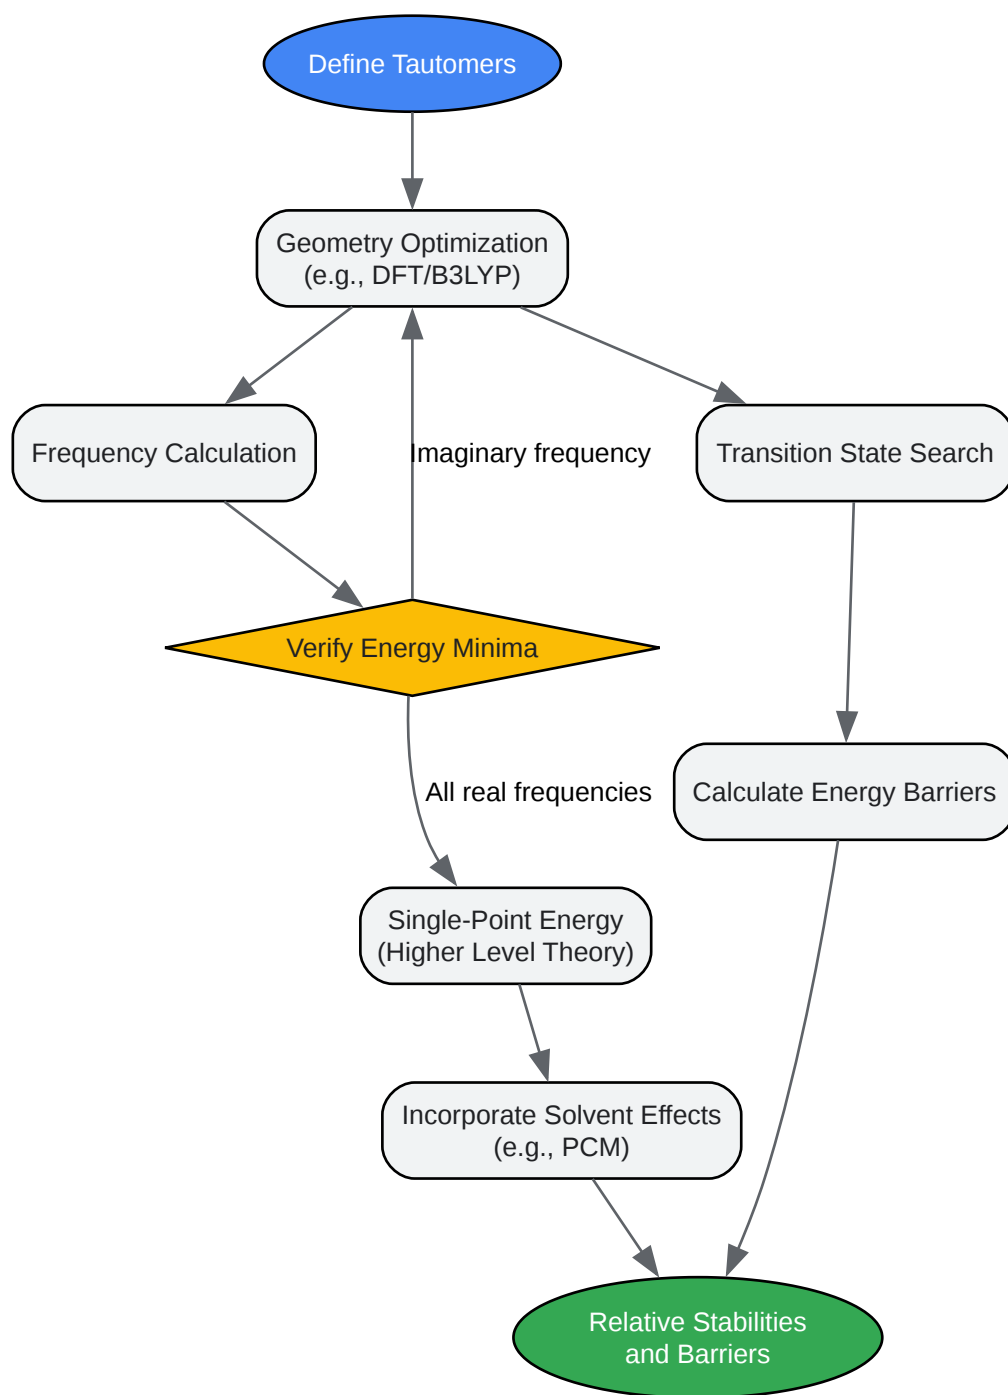 Define Tautomers
Geometry Optimization
(e.g., DFT/B3LYP)
Frequency Calculation
Imaginary frequency
Transition State Search
Verify Energy Minima
All real frequencies
Calculate Energy Barriers
Single-Point Energy
(Higher Level Theory)
Incorporate Solvent Effects
(e.g., PCM)
Relative Stabilities
and Barriers